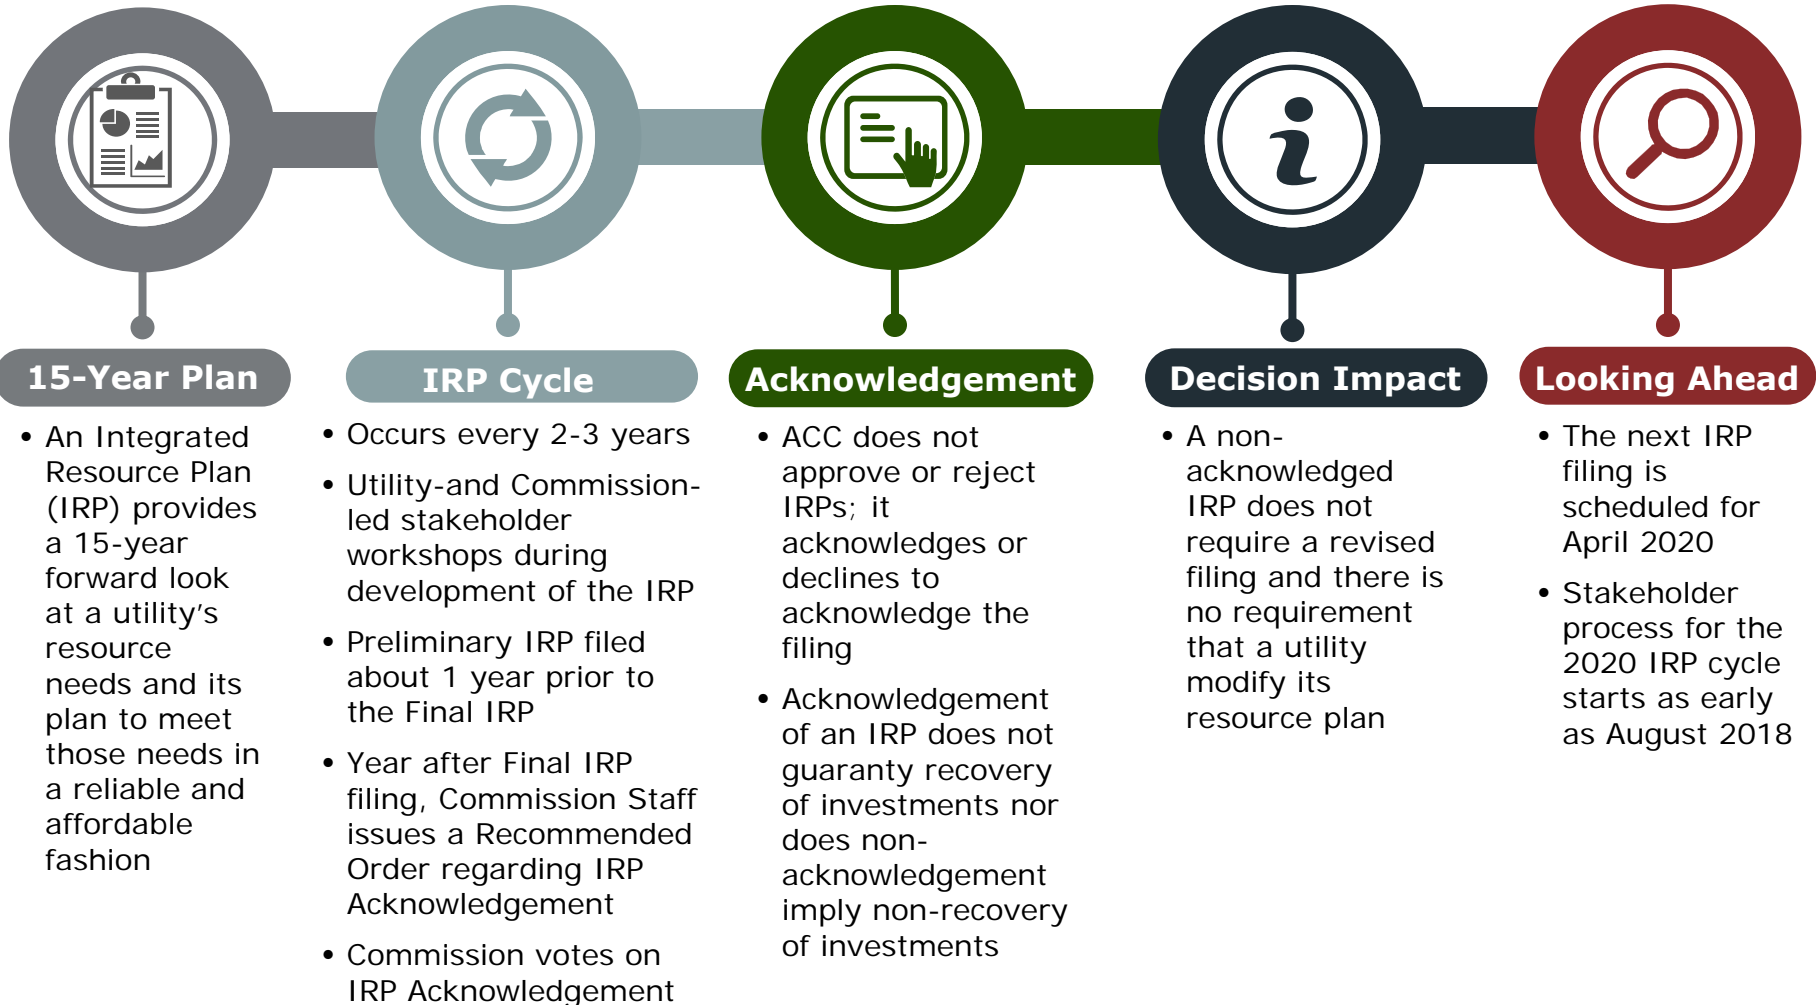 15-Year Plan
• An Integrated
Resource Plan
(IRP) provides
a 15-year
forward look
at a utility’s
resource
needs and its
plan to meet
those needs in
a reliable and
affordable
fashion
IRP Cycle
• Occurs every 2-3 years
• Utility-and Commission-
led stakeholder
workshops during
development of the IRP
• Preliminary IRP filed
about 1 year prior to
the Final IRP
• Year after Final IRP
filing, Commission Staff
issues a Recommended
Order regarding IRP
Acknowledgement
• Commission votes on
IRP Acknowledgement
Acknowledgement
• ACC does not
approve or reject
IRPs; it
acknowledges or
declines to
acknowledge the
filing
• Acknowledgement
of an IRP does not
guaranty recovery
of investments nor
does non-
acknowledgement
imply non-recovery
of investments
Decision Impact
• A non-
acknowledged
IRP does not
require a revised
filing and there is
no requirement
that a utility
modify its
resource plan
Looking Ahead
• The next IRP
filing is
scheduled for
April 2020
• Stakeholder
process for the
2020 IRP cycle
starts as early
as August 2018